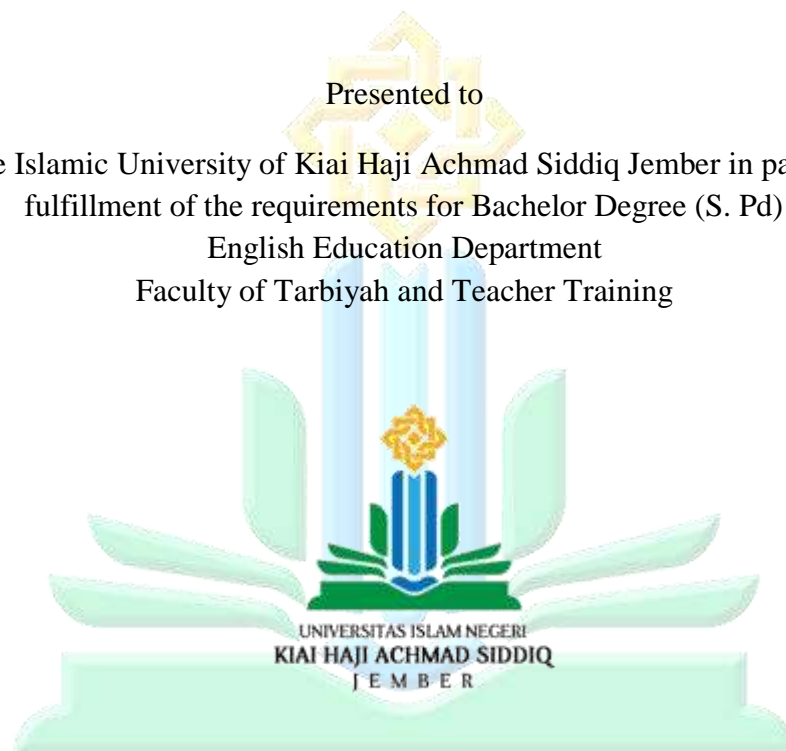 Presented to
e Islamic University of Kiai Haji Achmad Siddiq Jember in pa
fulfillment of the requirements for Bachelor Degree (S. Pd)
English Education Department
Faculty of Tarbiyah and Teacher Training
UNIVERSITAS ISLAM NEGERI
KIAI HAJI ACHMAD SIDDIQ
JEMBER